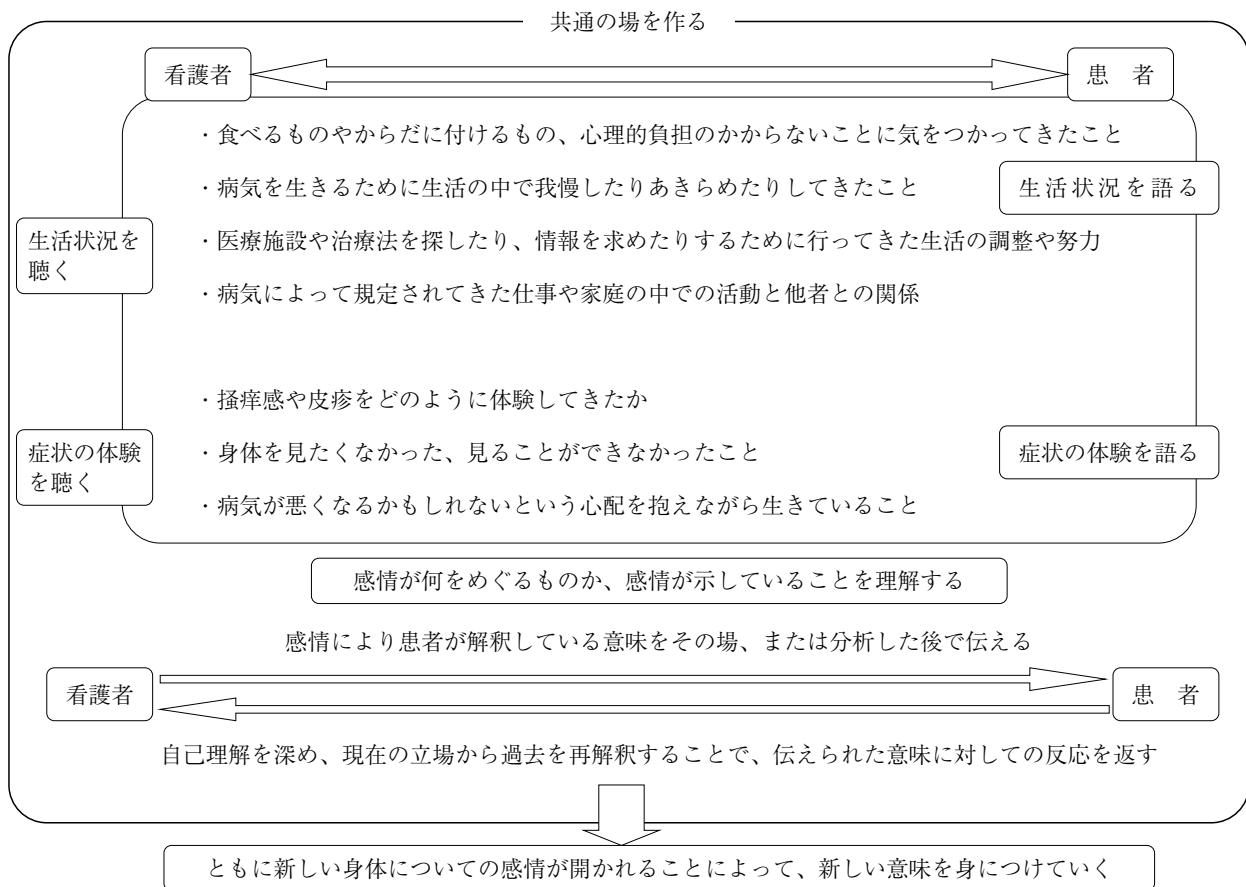 共通の場を作る
看護者
患 者
・食べるものやからだに付けるもの、心理的負担のかからないことに気をつかってきたこと
・病気を生きるために生活の中で我慢したりあきらめたりしてきたこと
生活状況を語る
生活状況を
聴く
・医療施設や治療法を探したり、情報を求めたりするために行ってきた生活の調整や努力
・病気によって規定されてきた仕事や家庭の中での活動と他者との関係
・掻痒感や皮疹をどのように体験してきたか
症状の体験
を聴く
・身体を見たくなかった、見ることができなかったこと
症状の体験を語る
・病気が悪くなるかもしれないという心配を抱えながら生きていること
感情が何をめぐるものか、感情が示していることを理解する
感情により患者が解釈している意味をその場、または分析した後で伝える
看護者
患 者
自己理解を深め、現在の立場から過去を再解釈することで、伝えられた意味に対しての反応を返す
ともに新しい身体についての感情が開かれることによって、新しい意味を身につけていく